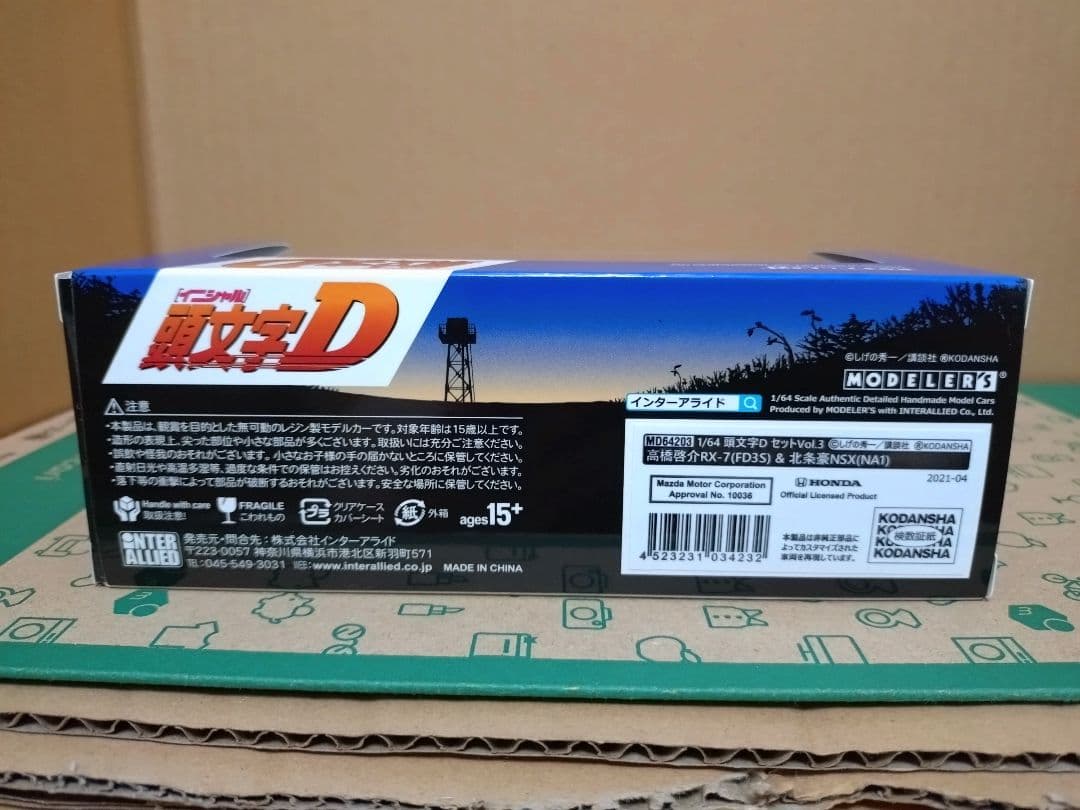 [イニシャル]
頭文字D
©しげの秀一／講談社 ®KODANSHA
MODELER'S®
インターアライド
1/64 Scale Authentic Detailed Handmade Model Cars
Produced by MODELER'S with INTERALLIED Co., Ltd.
注意
・本製品は、観賞を目的とした無可動のレジン製モデルカーです。対象年齢は15歳以上です。
・造形の表現上、尖った部位や小さな部品が多くございます。取扱いには充分ご注意ください。
・誤飲や怪我のおそれがございます。小さなお子様の手の届かないところに保管してください。
・直射日光や高温多湿等、過度な条件での保管はお控えください。劣化のおそれがございます。
・落下等の衝撃によって部品が破断するおそれがございます。安全な場所に保管してください。
Handle with care
取扱注意!
FRAGILE
こわれもの
プラ
クリアケース
カバーシート
紙
外箱
ages15+
INTER
ALLIED
発売元・問合せ先：株式会社インターアライド
〒223-0057 神奈川県横浜市港北区新羽町571
TEL：045-549-3031 WEB：www.interallied.co.jp MADE IN CHINA
MD64203 1/64 頭文字D セットVol.3 ©しげの秀一／講談社 ®KODANSHA
高橋啓介RX-7(FD3S) & 北条豪NSX(NA1)
2021-04
Mazda Motor Corporation
Approval No. 10036
HONDA
Official Licensed Product
4 523231 034232
本製品は非純正部品に
よってカスタマイズされた
車両を再現しています。
KODANSHA
KODANSHA
検数証紙
KODANSHA
KODANSHA